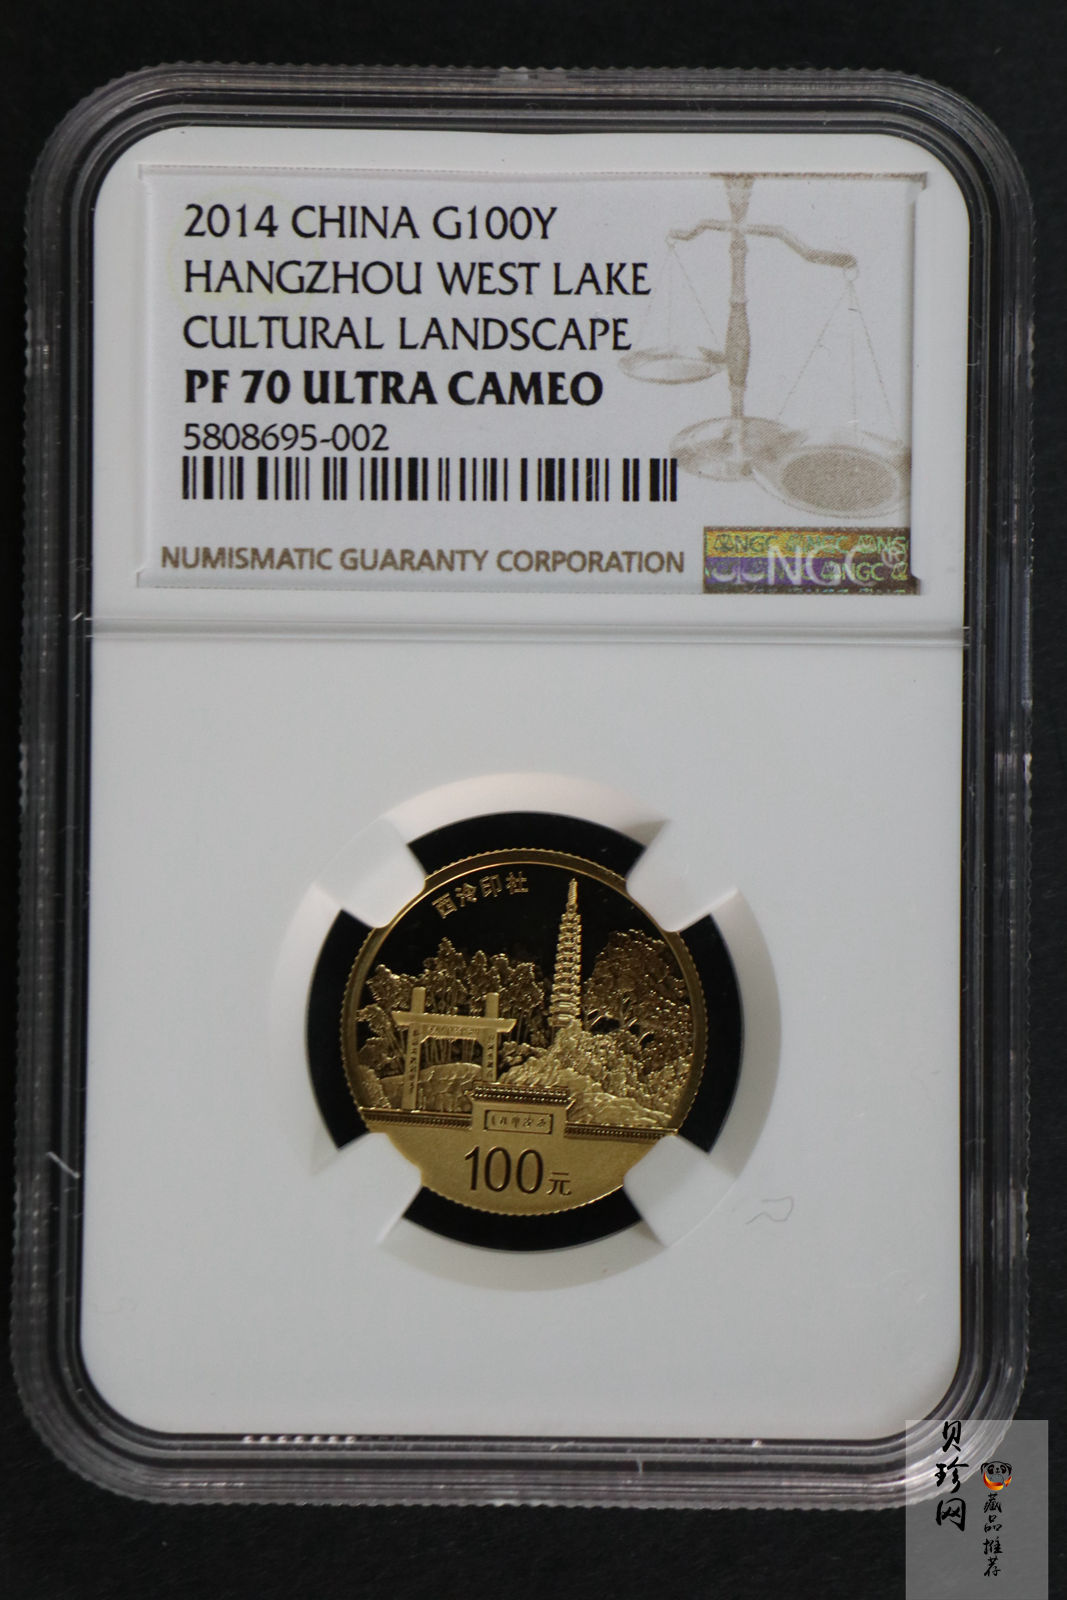 2014 CHINA G100Y
HANGZHOU WEST LAKE
CULTURAL LANDSCAPE
PF 70 ULTRA CAMEO
5808695-002
NUMISMATIC GUARANTY CORPORATION
NGC
西泠印社
100元
贝珍网
藏品推荐